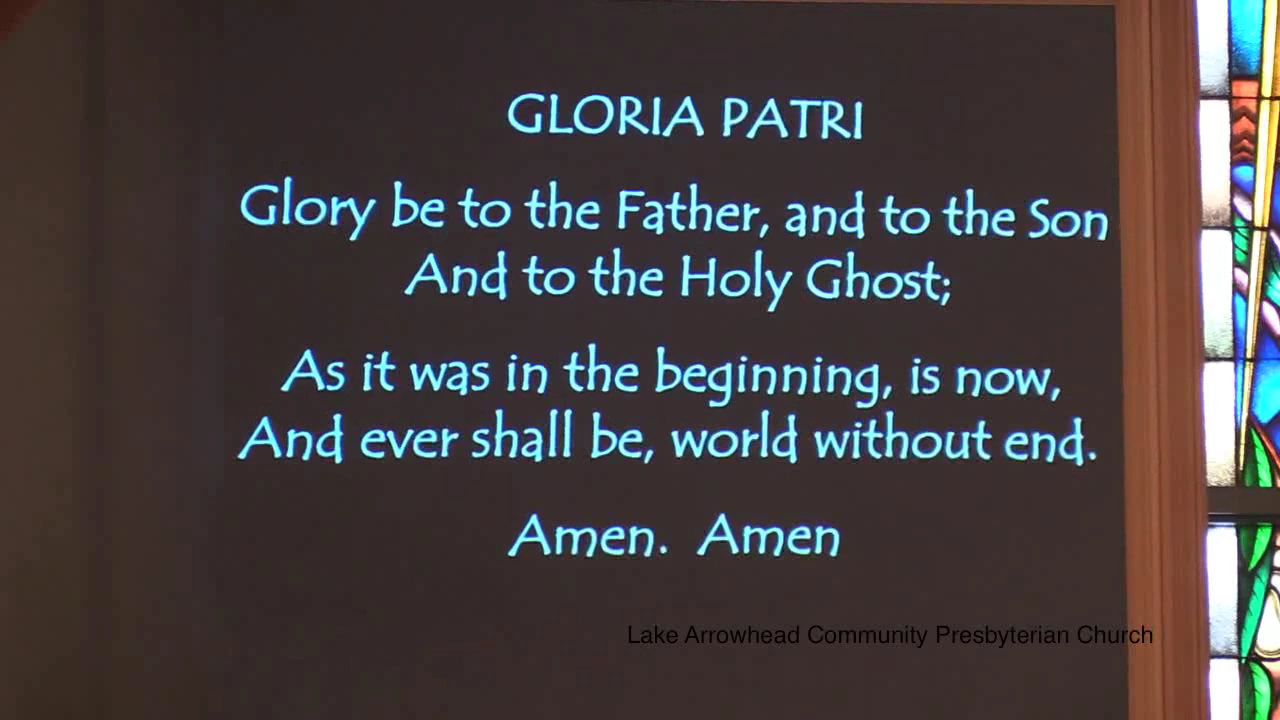 GLORIA PATRI
Glory be to the Father, and to the Son
And to the Holy Ghost;
As it was in the beginning, is now,
And ever shall be, world without end.
Amen. Amen
Lake Arrowhead Community Presbyterian Church